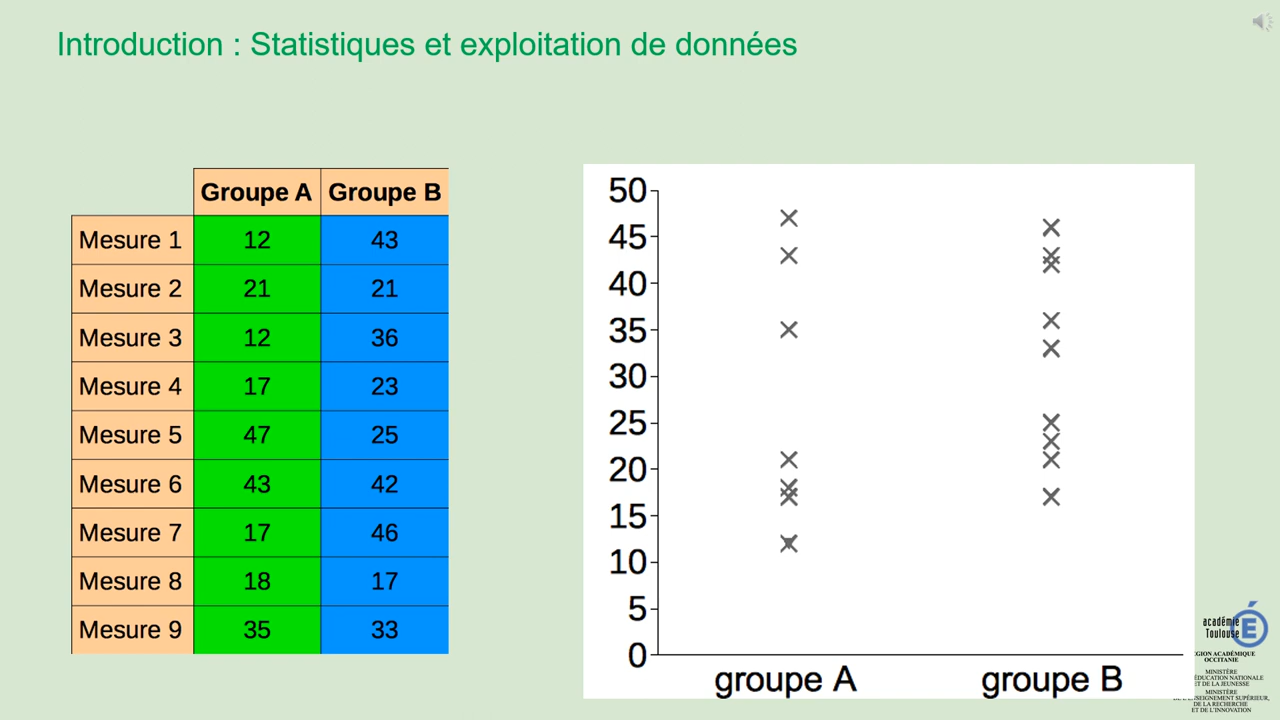 Introduction : Statistiques et exploitation de données
Groupe A Groupe B
Mesure 1 12 43
Mesure 2 21 21
Mesure 3 12 36
Mesure 4 17 23
Mesure 5 47 25
Mesure 6 43 42
Mesure 7 17 46
Mesure 8 18 17
Mesure 9 35 33
50
45
40
35
30
25
20
15
10
5
0
groupe A groupe B
académie
Toulouse
É
ACADÉMIQUE
OCCITANIE
MINISTÈRE
ÉDUCATION NATIONALE
ET DE LA JEUNESSE
MINISTÈRE
SUPÉRIEUR,
DE LA RECHERCHE
ET DE L'INNOVATION